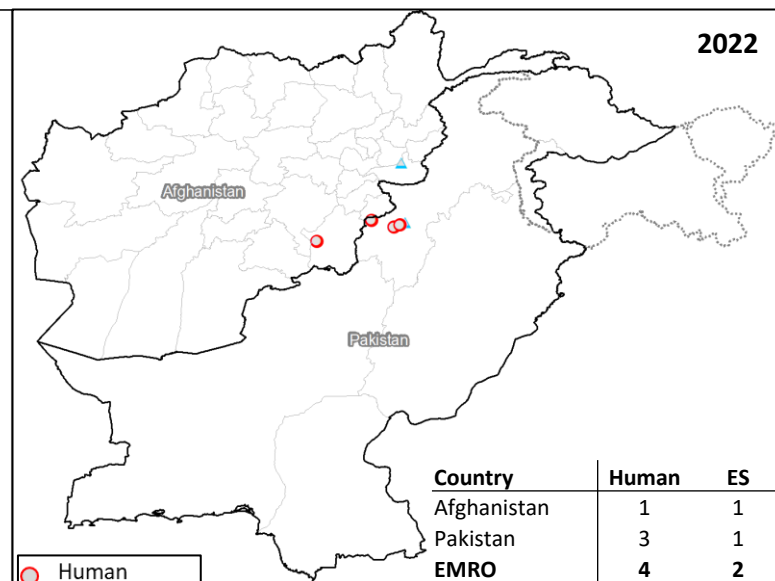 2022
Afghanistan
Pakistan
Country Human ES
Afghanistan 1 1
Pakistan 3 1
EMRO 4 2
Human